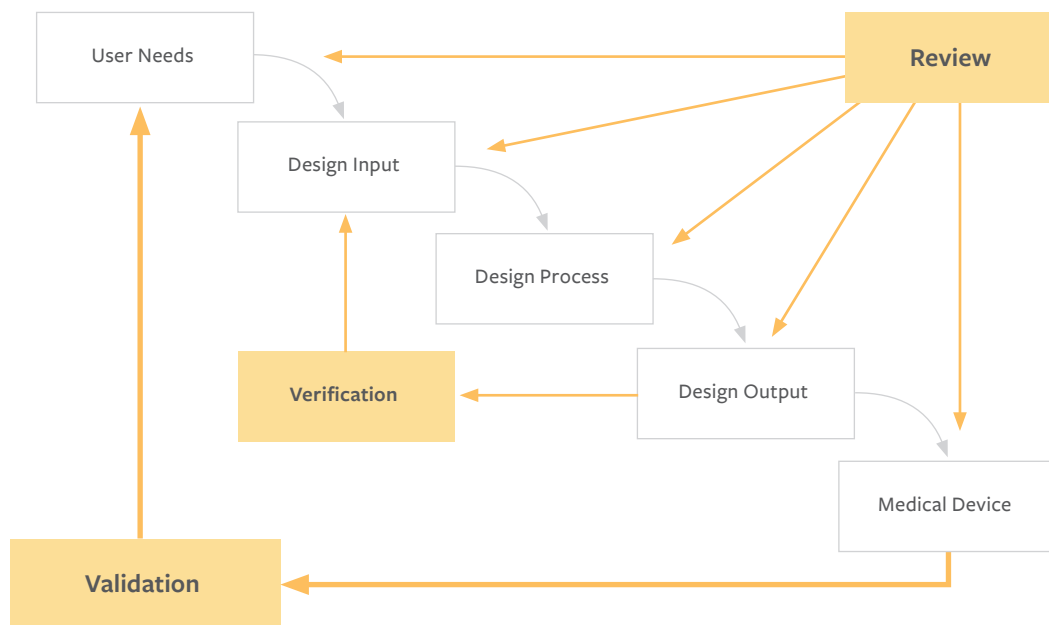 User Needs
Review
Design Input
Design Process
Verification
Design Output
Medical Device
Validation